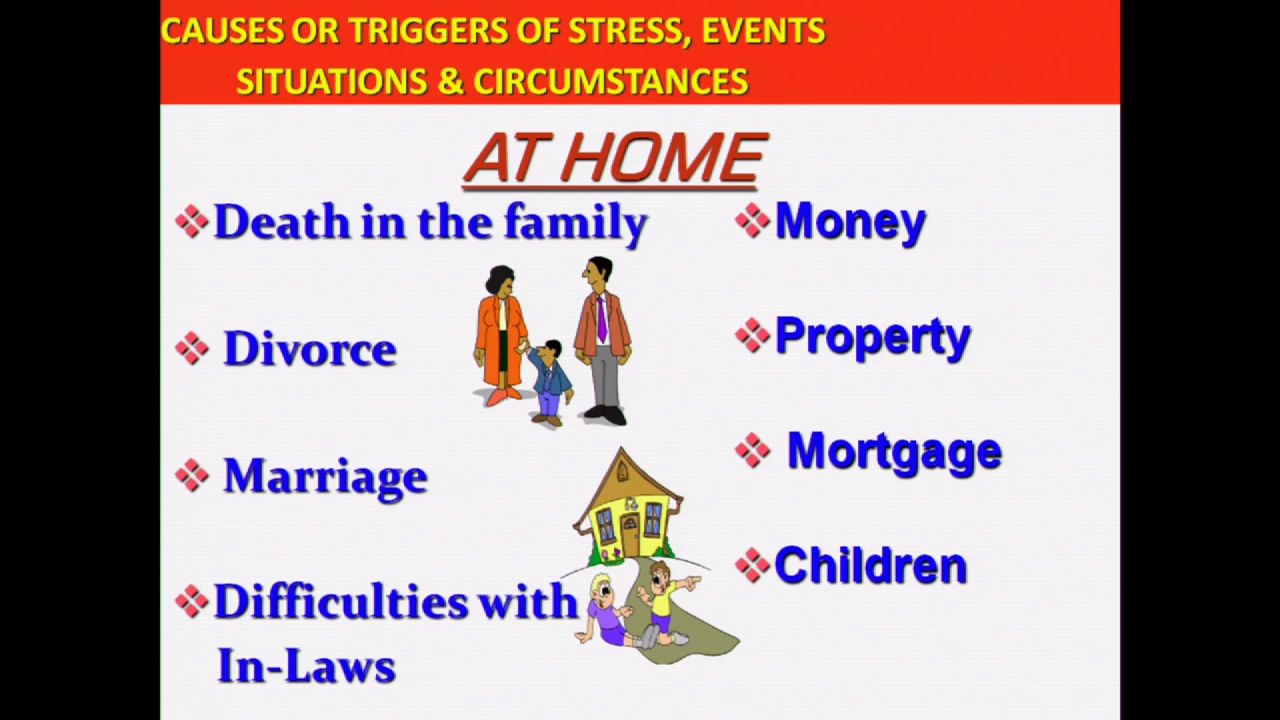 CAUSES OR TRIGGERS OF STRESS, EVENTS
SITUATIONS & CIRCUMSTANCES
AT HOME
Death in the family
Divorce
Marriage
Difficulties with
In-Laws
Money
Property
Mortgage
Children